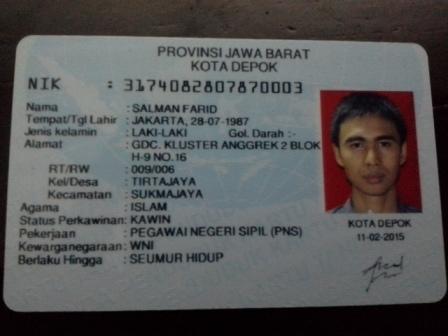 PROVINSI JAWA BARAT
KOTA DEPOK
NIK : 3174082807870003
Nama : SALMAN FARID
Tempat/Tgl Lahir : JAKARTA, 28-07-1987
Jenis kelamin : LAKI-LAKI Gol. Darah :-
Alamat : GDC. KLUSTER ANGGREK 2 BLOK
H-9 NO.16
RT/RW : 009/006
Kel/Desa : TIRTAJAYA
Kecamatan : SUKMAJAYA
Agama : ISLAM
Status Perkawinan: KAWIN
Pekerjaan : PEGAWAI NEGERI SIPIL (PNS)
Kewarganegaraan: WNI
Berlaku Hingga : SEUMUR HIDUP
KOTA DEPOK
11-02-2015